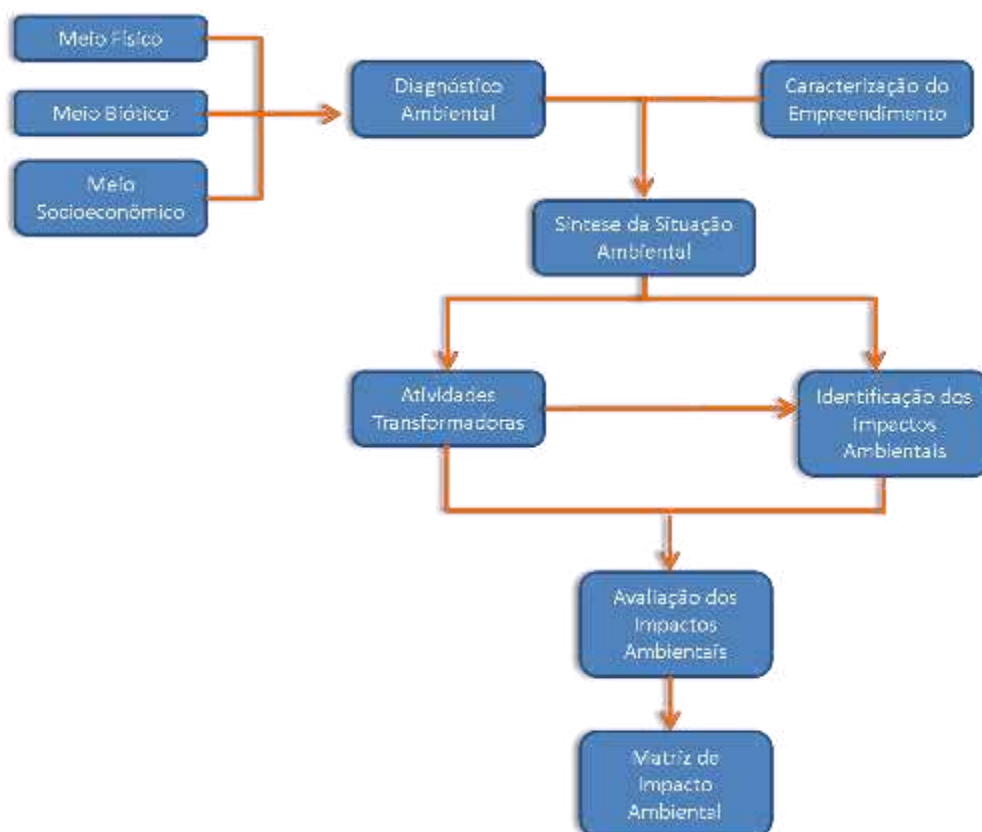 Meio Físico
Meio Biótico
Meio
Socioeconômico
Diagnóstico
Ambiental
Caracterização do
Empreendimento
Síntese da Situação
Ambiental
Atividades
Transformadoras
Identificação dos
Impactos
Ambientais
Avaliação dos
Impactos
Ambientais
Matriz de
Impacto
Ambiental